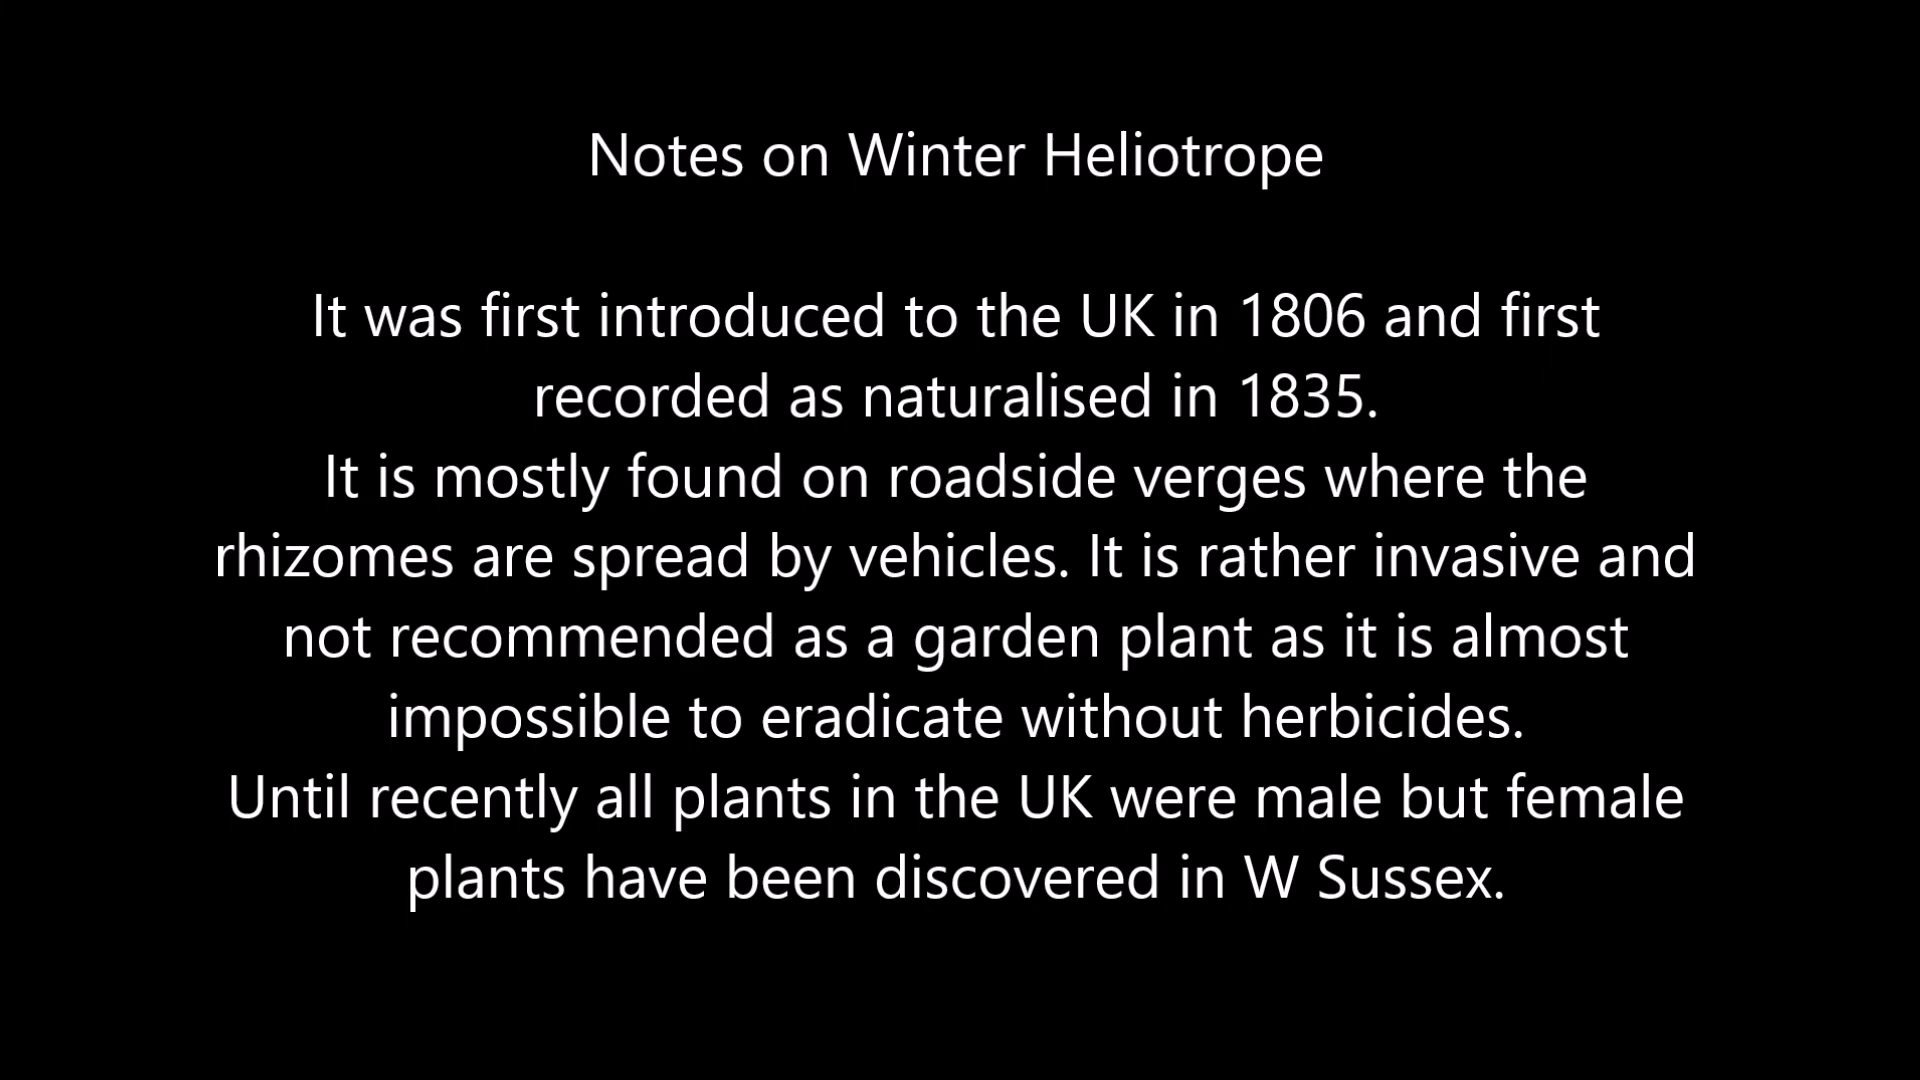 Notes on Winter Heliotrope
It was first introduced to the UK in 1806 and first
recorded as naturalised in 1835.
It is mostly found on roadside verges where the
rhizomes are spread by vehicles. It is rather invasive and
not recommended as a garden plant as it is almost
impossible to eradicate without herbicides.
Until recently all plants in the UK were male but female
plants have been discovered in W Sussex.